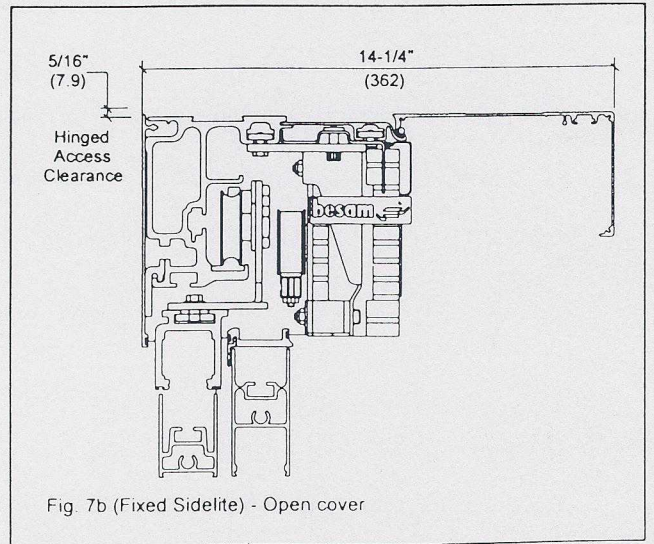 5/16"
(7.9)
14-1/4"
(362)
Hinged
Access
Clearance
besam
Fig. 7b (Fixed Sidelite) - Open cover